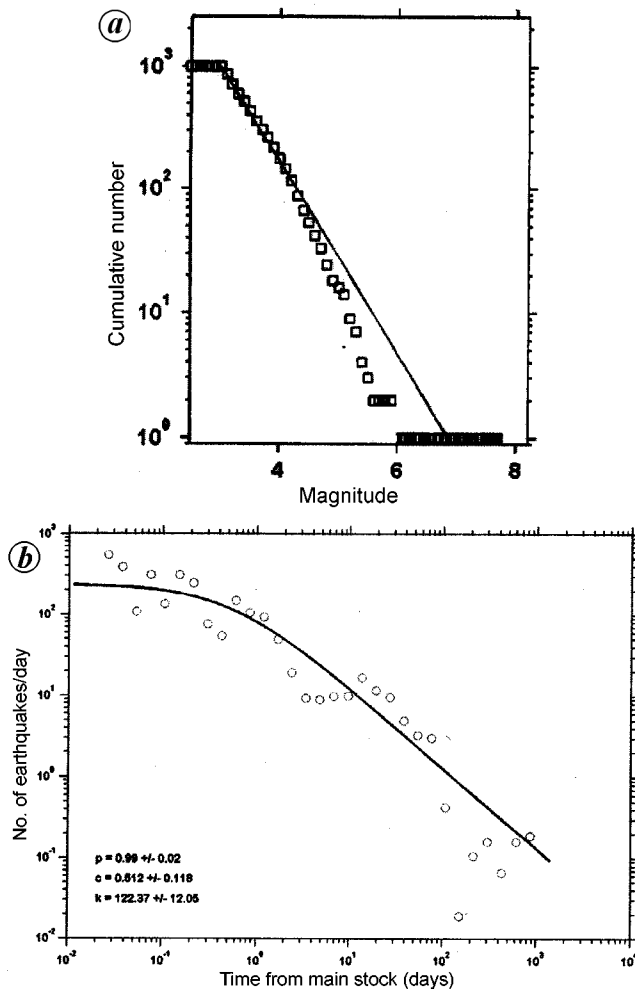 a
10³
10²
10¹
10⁰
Cumulative number
4 6 8
Magnitude
b
10³
10²
10¹
10⁰
10⁻¹
10⁻²
No. of earthquakes/day
p = 0.99 +/- 0.02
c = 0.512 +/- 0.118
k = 122.37 +/- 12.05
10⁻² 10⁻¹ 10⁰ 10¹ 10² 10³
Time from main stock (days)